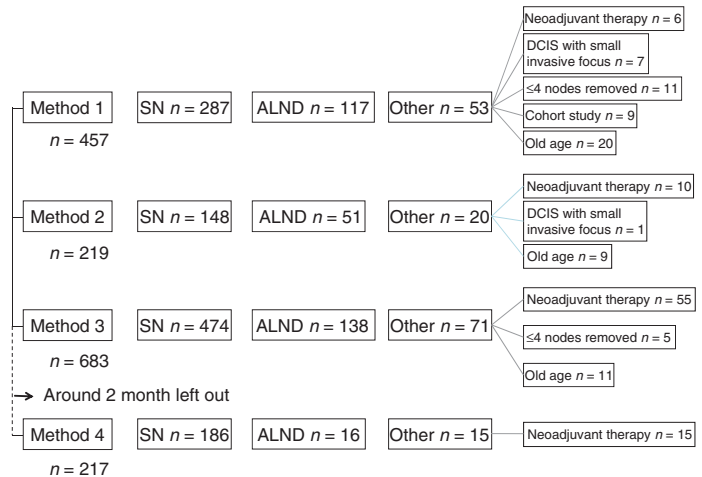 Neoadjuvant therapy n = 6
DCIS with small
invasive focus n = 7
≤4 nodes removed n = 11
Method 1
SN n = 287
ALND n = 117
Other n = 53
Cohort study n = 9
n = 457
Old age n = 20
Neoadjuvant therapy n = 10
Method 2
SN n = 148
ALND n = 51
Other n = 20
DCIS with small
invasive focus n = 1
n = 219
Old age n = 9
Neoadjuvant therapy n = 55
Method 3
SN n = 474
ALND n = 138
Other n = 71
≤4 nodes removed n = 5
n = 683
Old age n = 11
Around 2 month left out
Method 4
SN n = 186
ALND n = 16
Other n = 15
Neoadjuvant therapy n = 15
n = 217